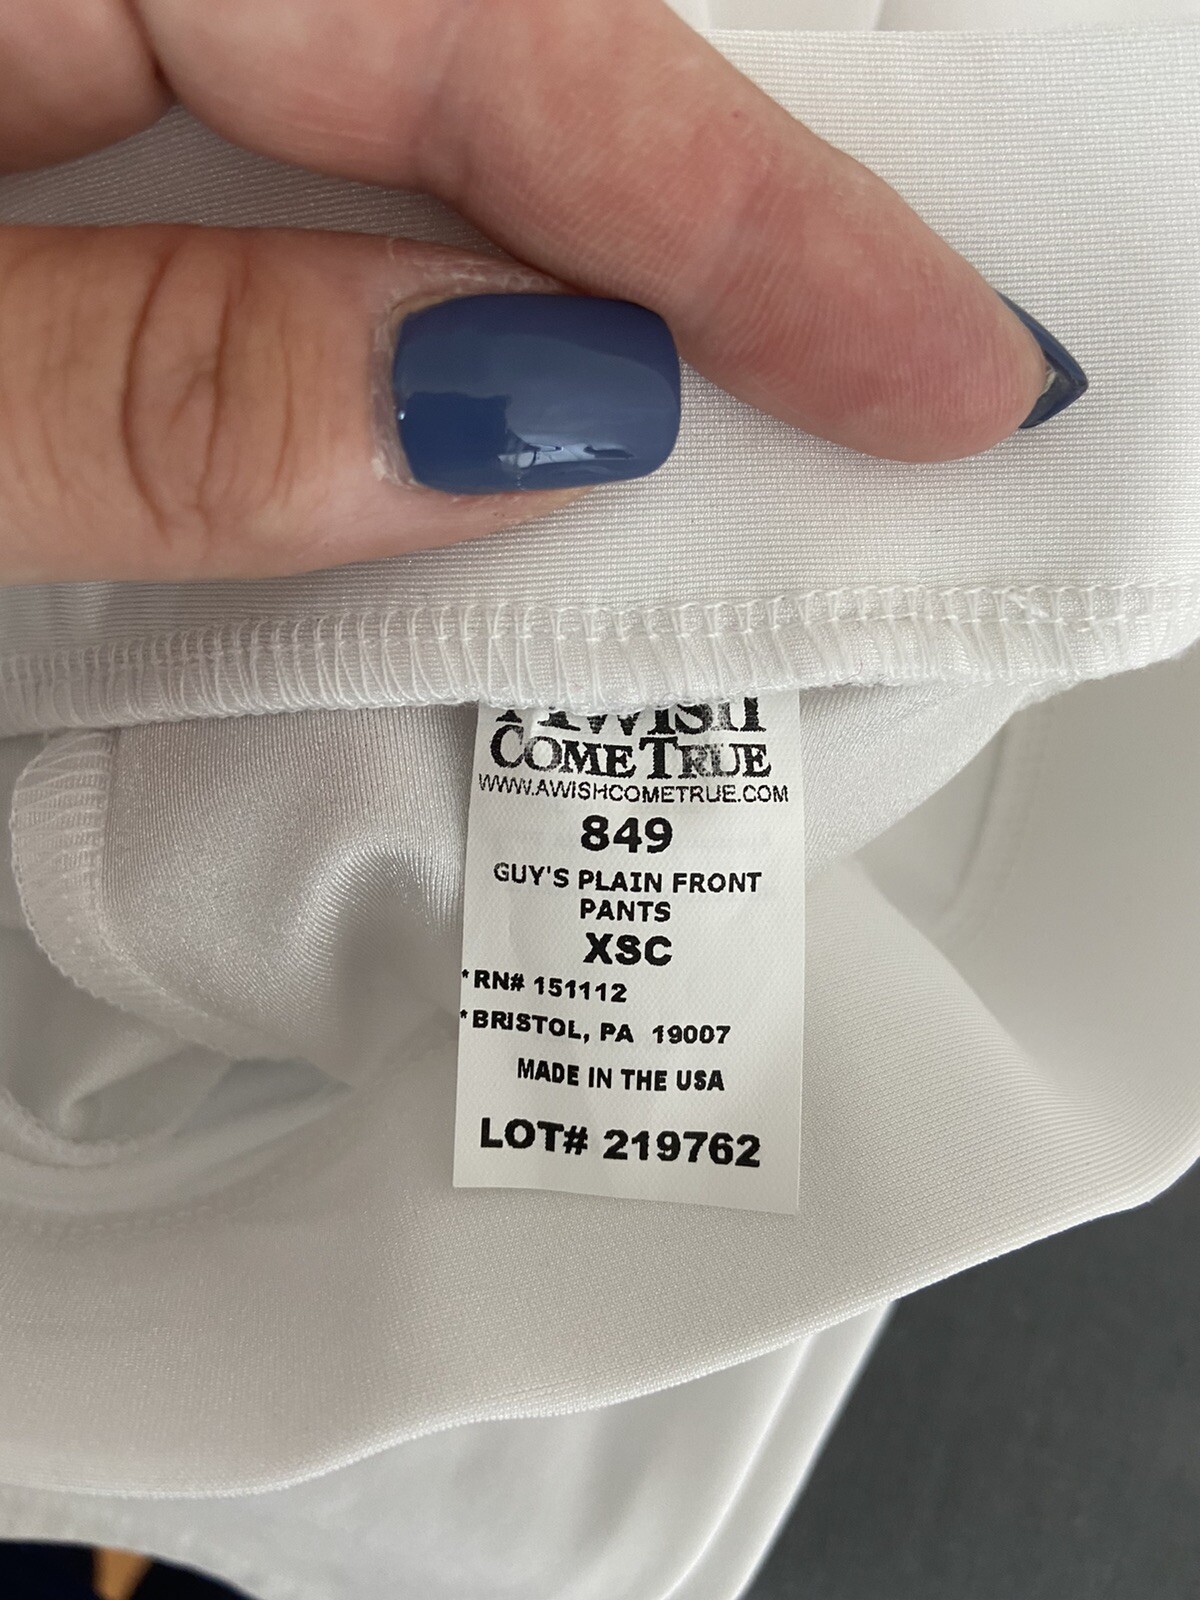 A WISH
COME TRUE
WWW.AWISHCOMETRUE.COM
849
GUY'S PLAIN FRONT
PANTS
XSC
*RN# 151112
*BRISTOL, PA 19007
MADE IN THE USA
LOT# 219762